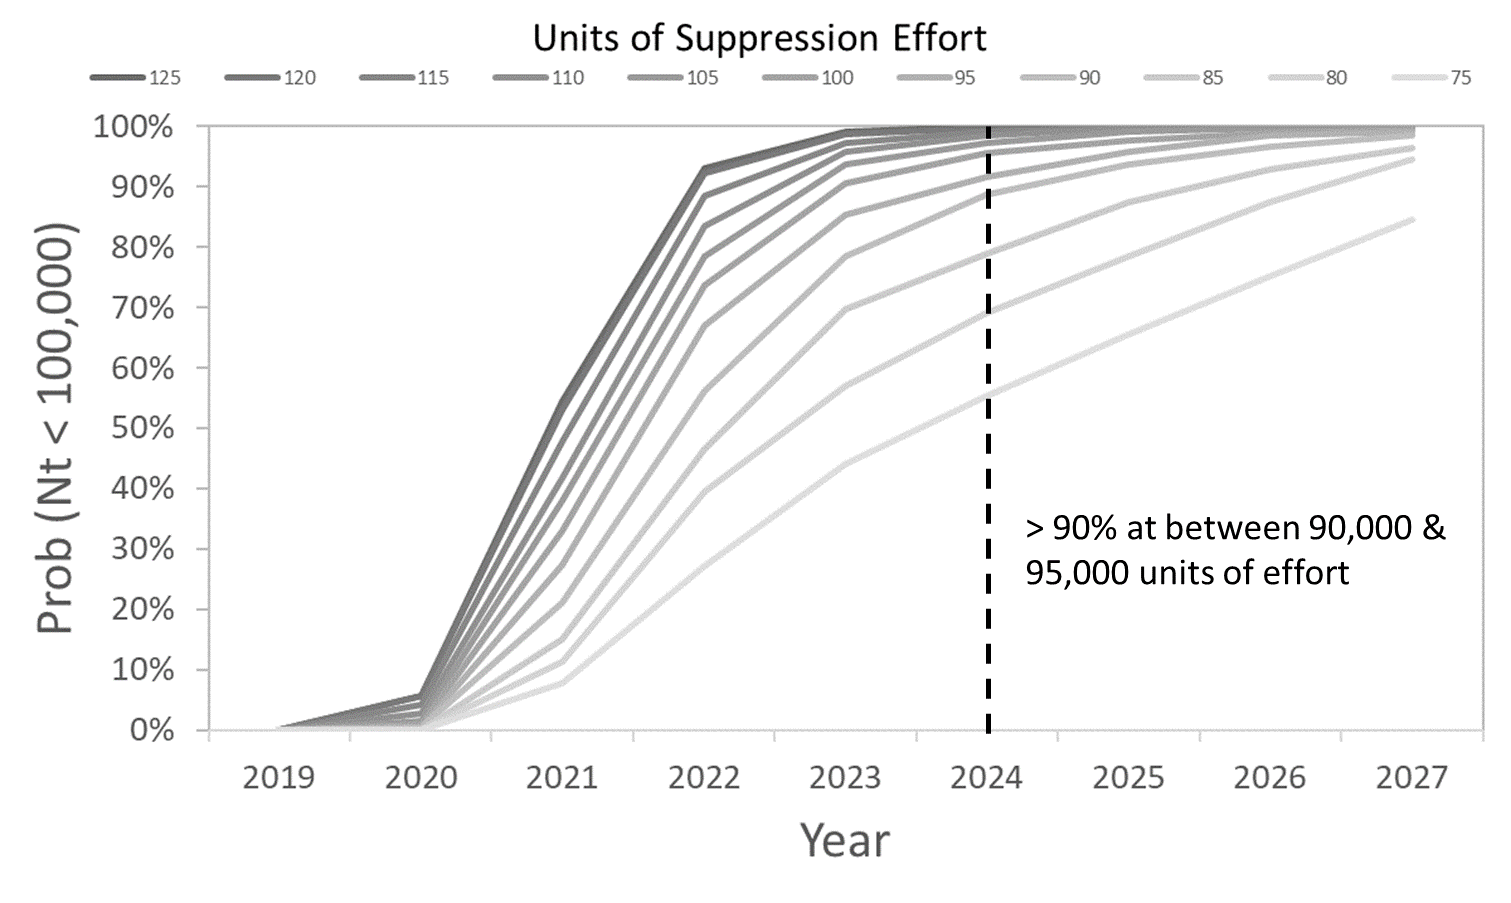 Units of Suppression Effort
125 120 115 110 105 100 95 90 85 80 75
100%
90%
80%
70%
60%
50%
40%
30%
20%
10%
0%
Prob (Nt < 100,000)
> 90% at between 90,000 &
95,000 units of effort
2019 2020 2021 2022 2023 2024 2025 2026 2027
Year